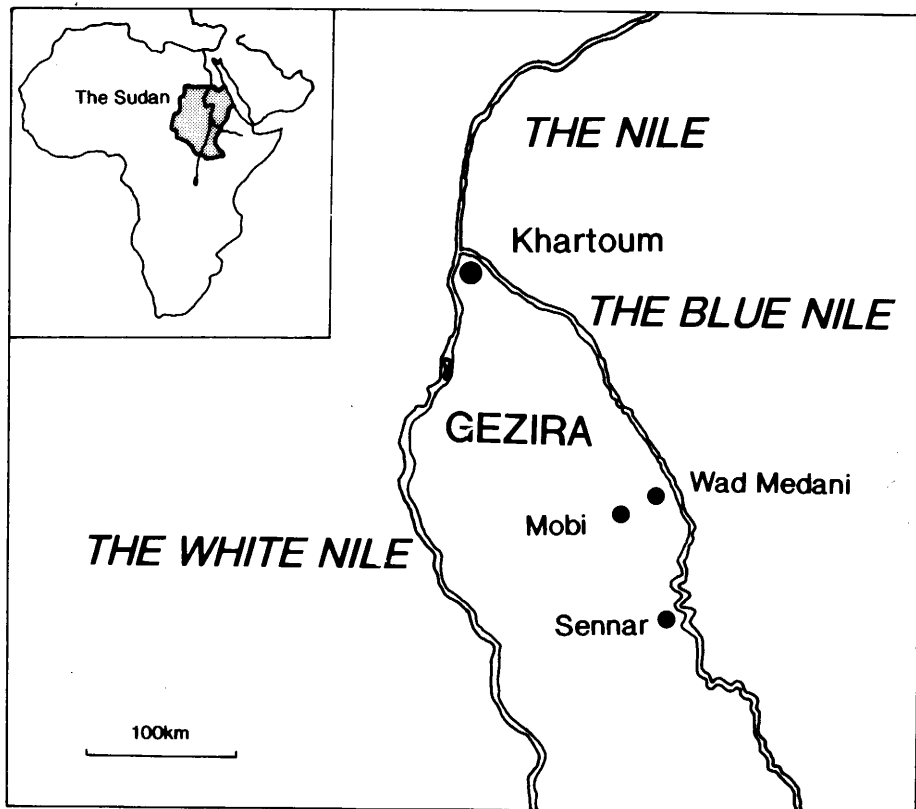 The Sudan
THE NILE
Khartoum
THE BLUE NILE
GEZIRA
Wad Medani
Mobi
THE WHITE NILE
Sennar
100km